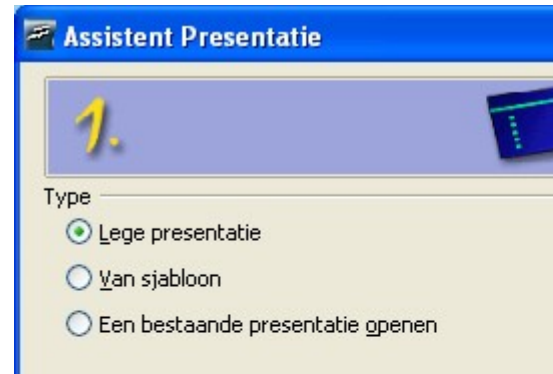 Assistent Presentatie
1.
Type
Lege presentatie
Van sjabloon
Een bestaande presentatie openen